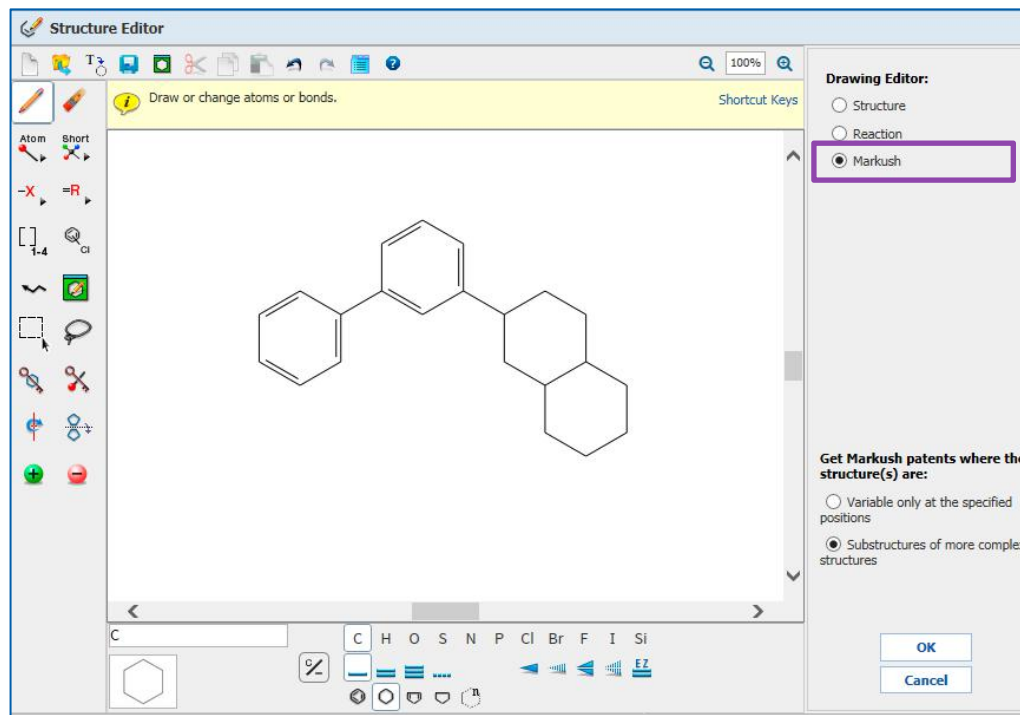 Structure Editor
100%
Draw or change atoms or bonds.
Shortcut Keys
Atom Short
-X =R
[ ] 1-4 Cl
Drawing Editor:
Structure
Reaction
Markush
Get Markush patents where the
structure(s) are:
Variable only at the specified
positions
Substructures of more comple
structures
OK
Cancel
C
C H O S N P Cl Br F I Si
EZ
n